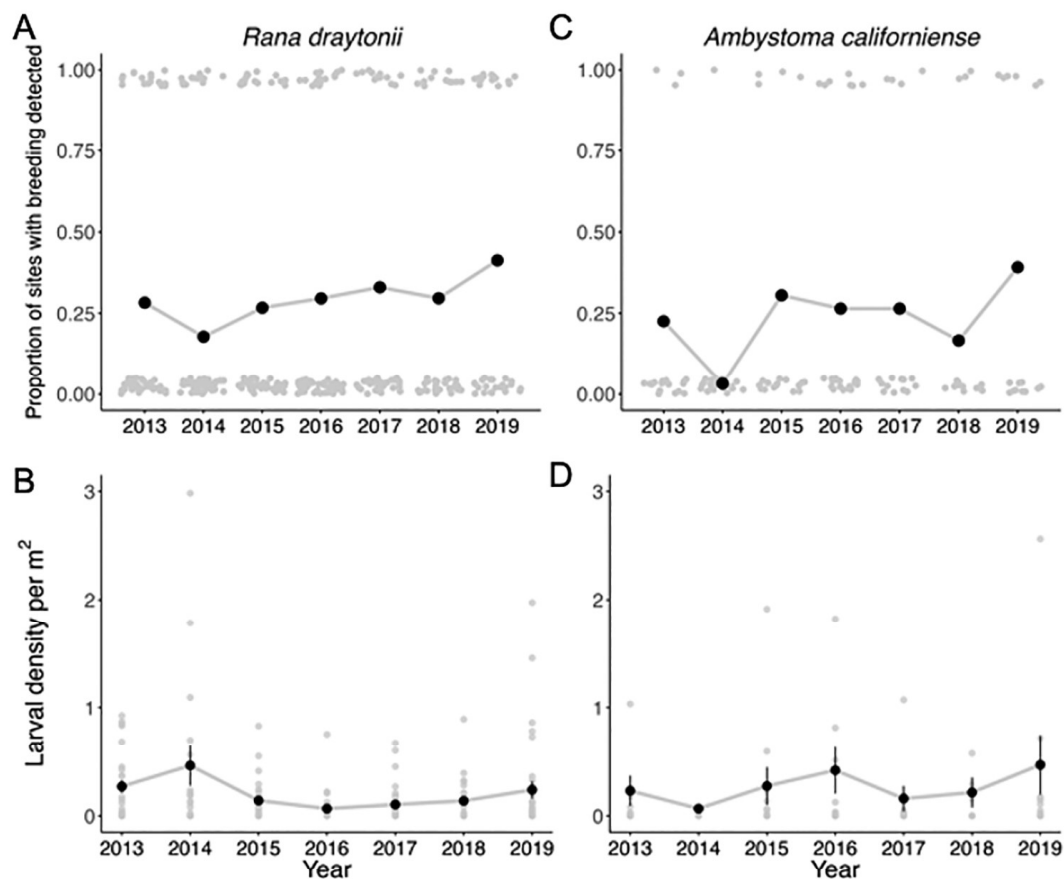 A
Rana draytonii
Proportion of sites with breeding detected
1.00
0.75
0.50
0.25
0.00
2013 2014 2015 2016 2017 2018 2019
C
Ambystoma californiense
1.00
0.75
0.50
0.25
0.00
2013 2014 2015 2016 2017 2018 2019
B
Larval density per m²
3
2
1
0
2013 2014 2015 2016 2017 2018 2019
Year
D
3
2
1
0
2013 2014 2015 2016 2017 2018 2019
Year